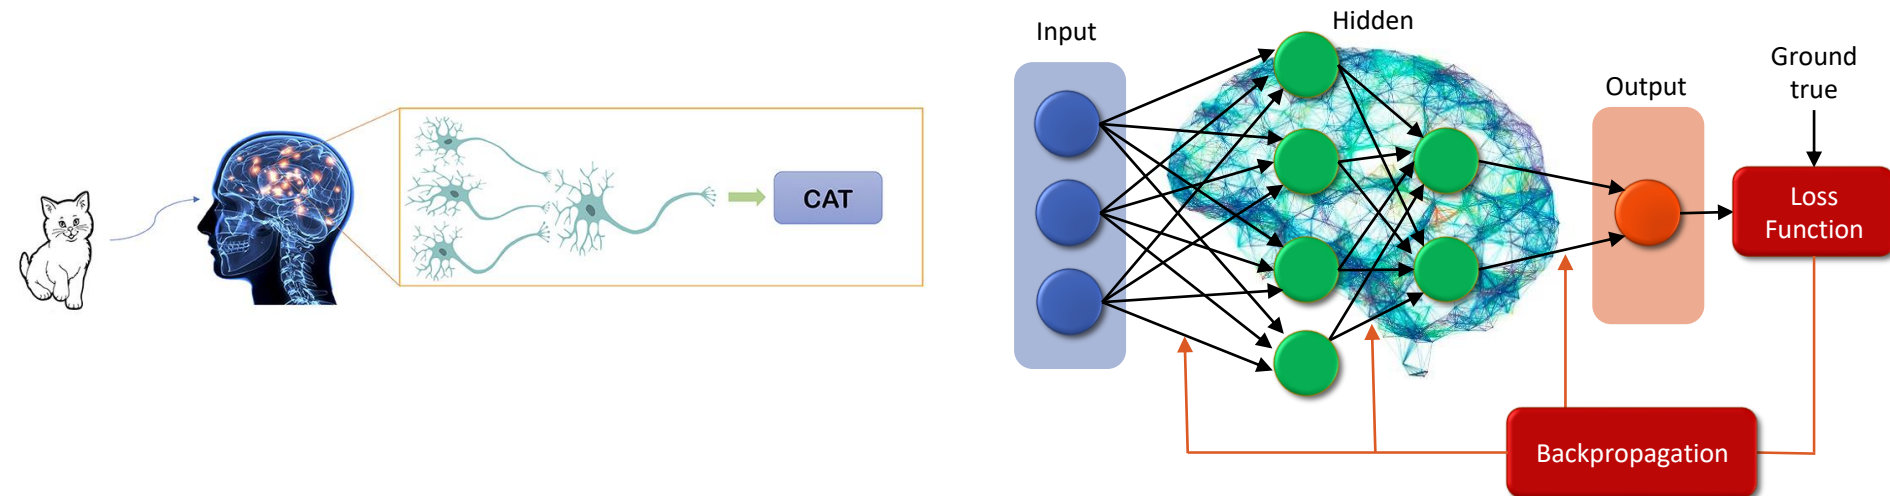 CAT
Input
Hidden
Output
Ground
true
Loss
Function
Backpropagation